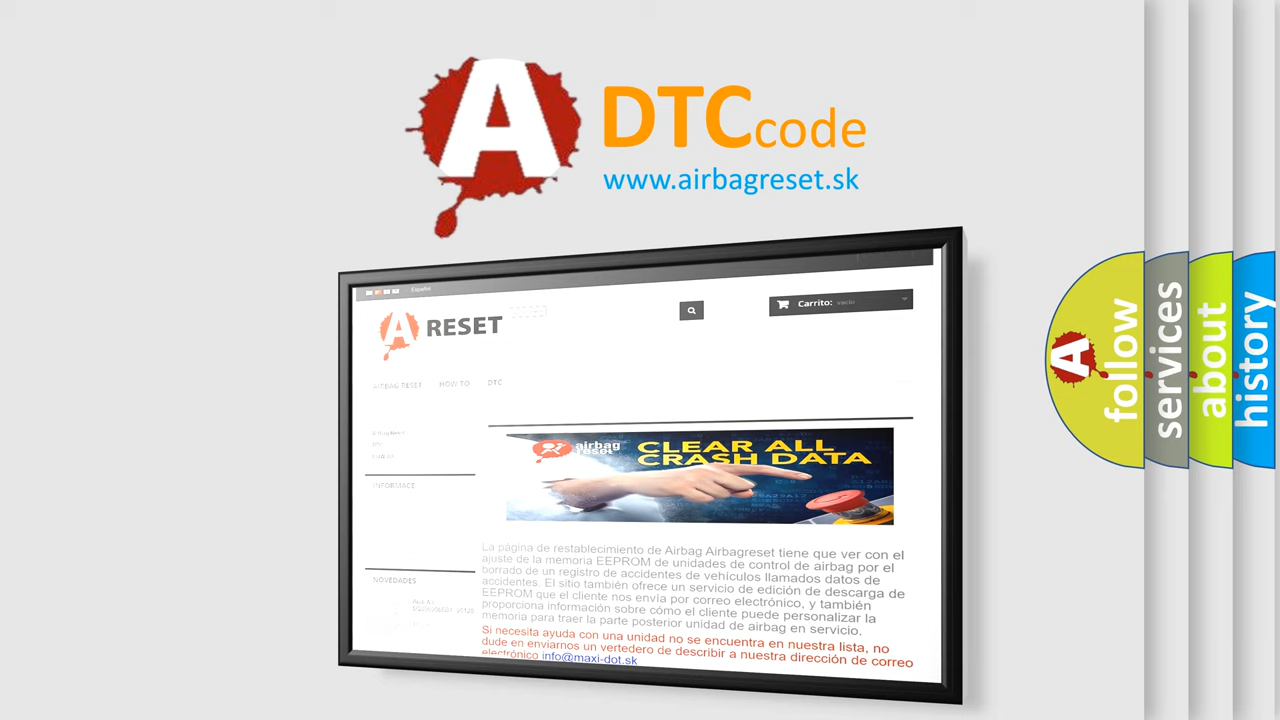 A DTCcode
www.airbagreset.sk
Español
A RESET
Carrito: vacío
AIRBAG RESET HOW TO DTC
INFORMACE
NOVEDADES
airbag
reset
CLEAR ALL
CRASH DATA
La página de restablecimiento de Airbag Airbagreset tiene que ver con el
ajuste de la memoria EEPROM de unidades de control de airbag por el
borrado de un registro de accidentes de vehículos llamados datos de
accidentes. El sitio también ofrece un servicio de edición de descarga de
EEPROM que el cliente nos envía por correo electrónico, y también
proporciona información sobre cómo el cliente puede personalizar la
memoria para traer la parte posterior unidad de airbag en servicio.
Si necesita ayuda con una unidad no se encuentra en nuestra lista, no
dude en enviarnos un vertedero de describir a nuestra dirección de correo
electrónico info@maxi-dot.sk
A follow
services
about
history